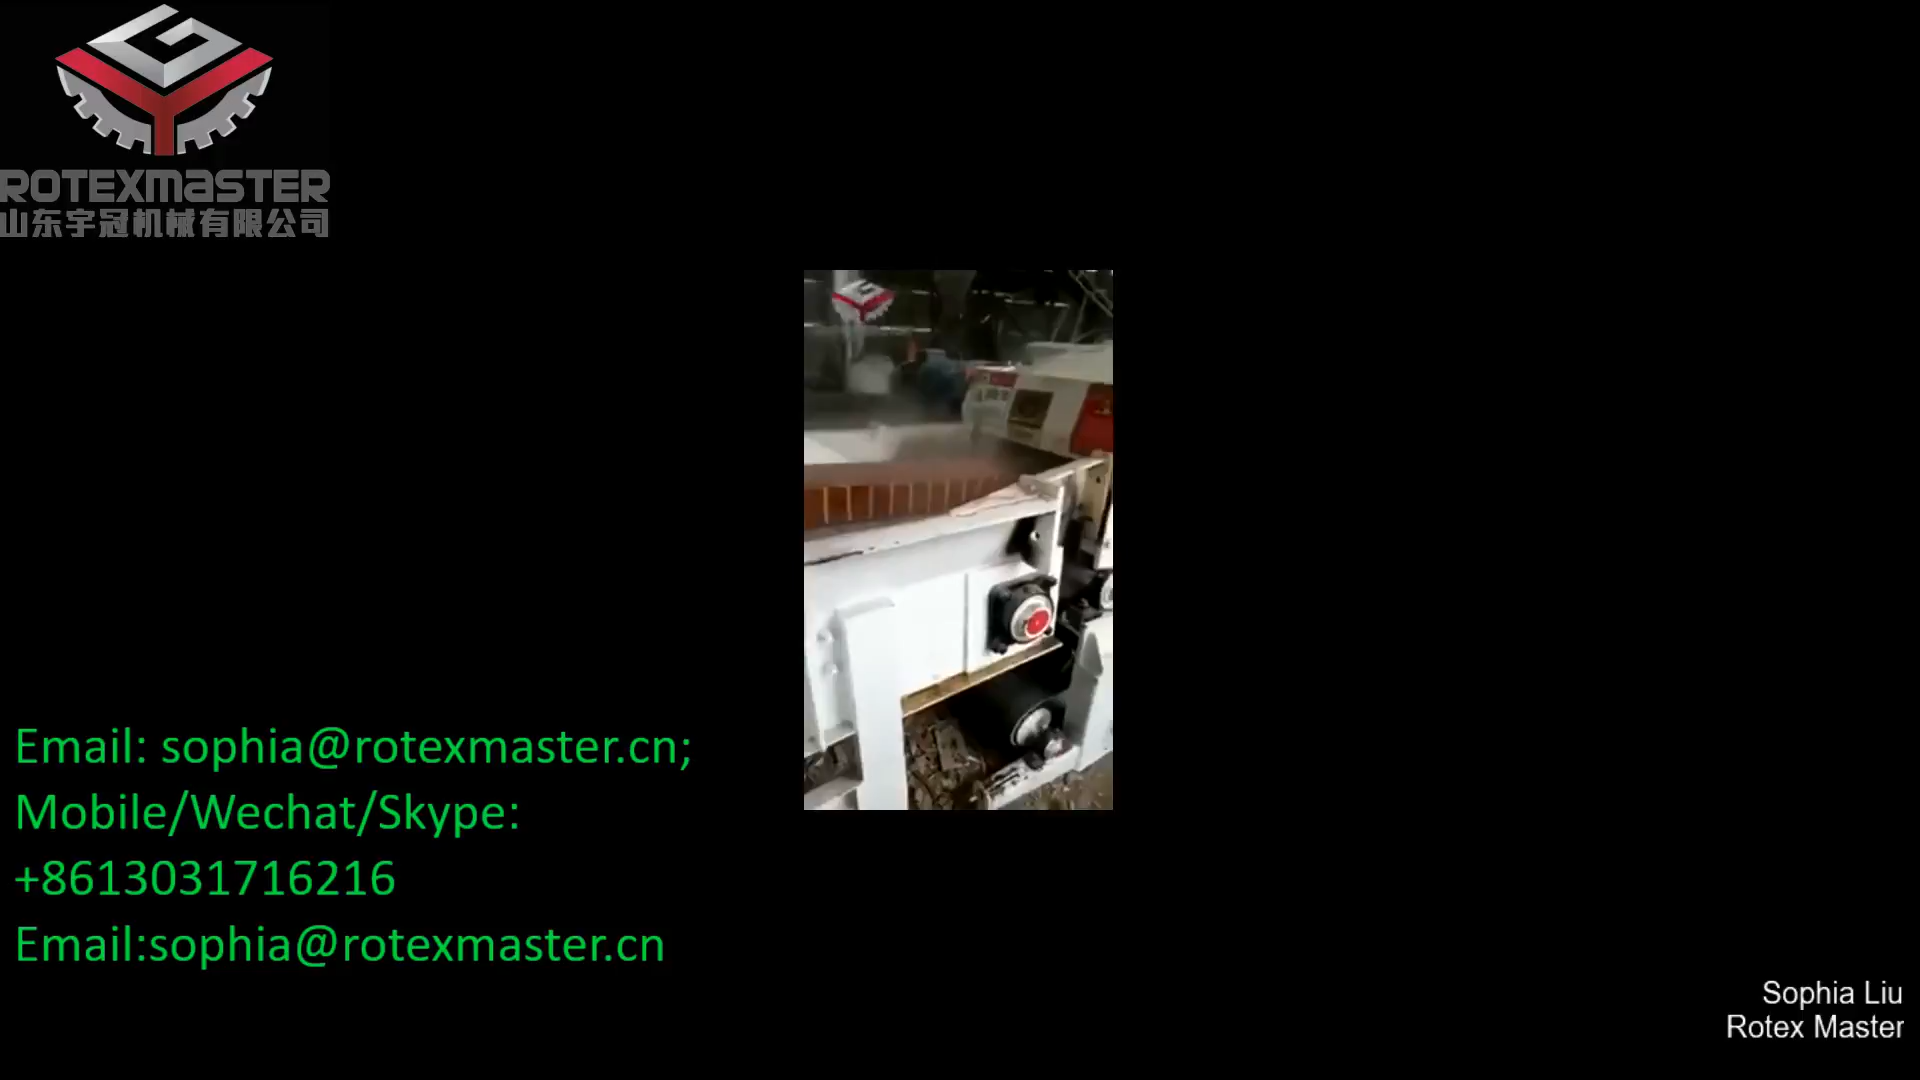 ROTEXMASTER
山东宇冠机械有限公司
Email: sophia@rotexmaster.cn;
Mobile/Wechat/Skype:
+8613031716216
Email:sophia@rotexmaster.cn
Sophia Liu
Rotex Master